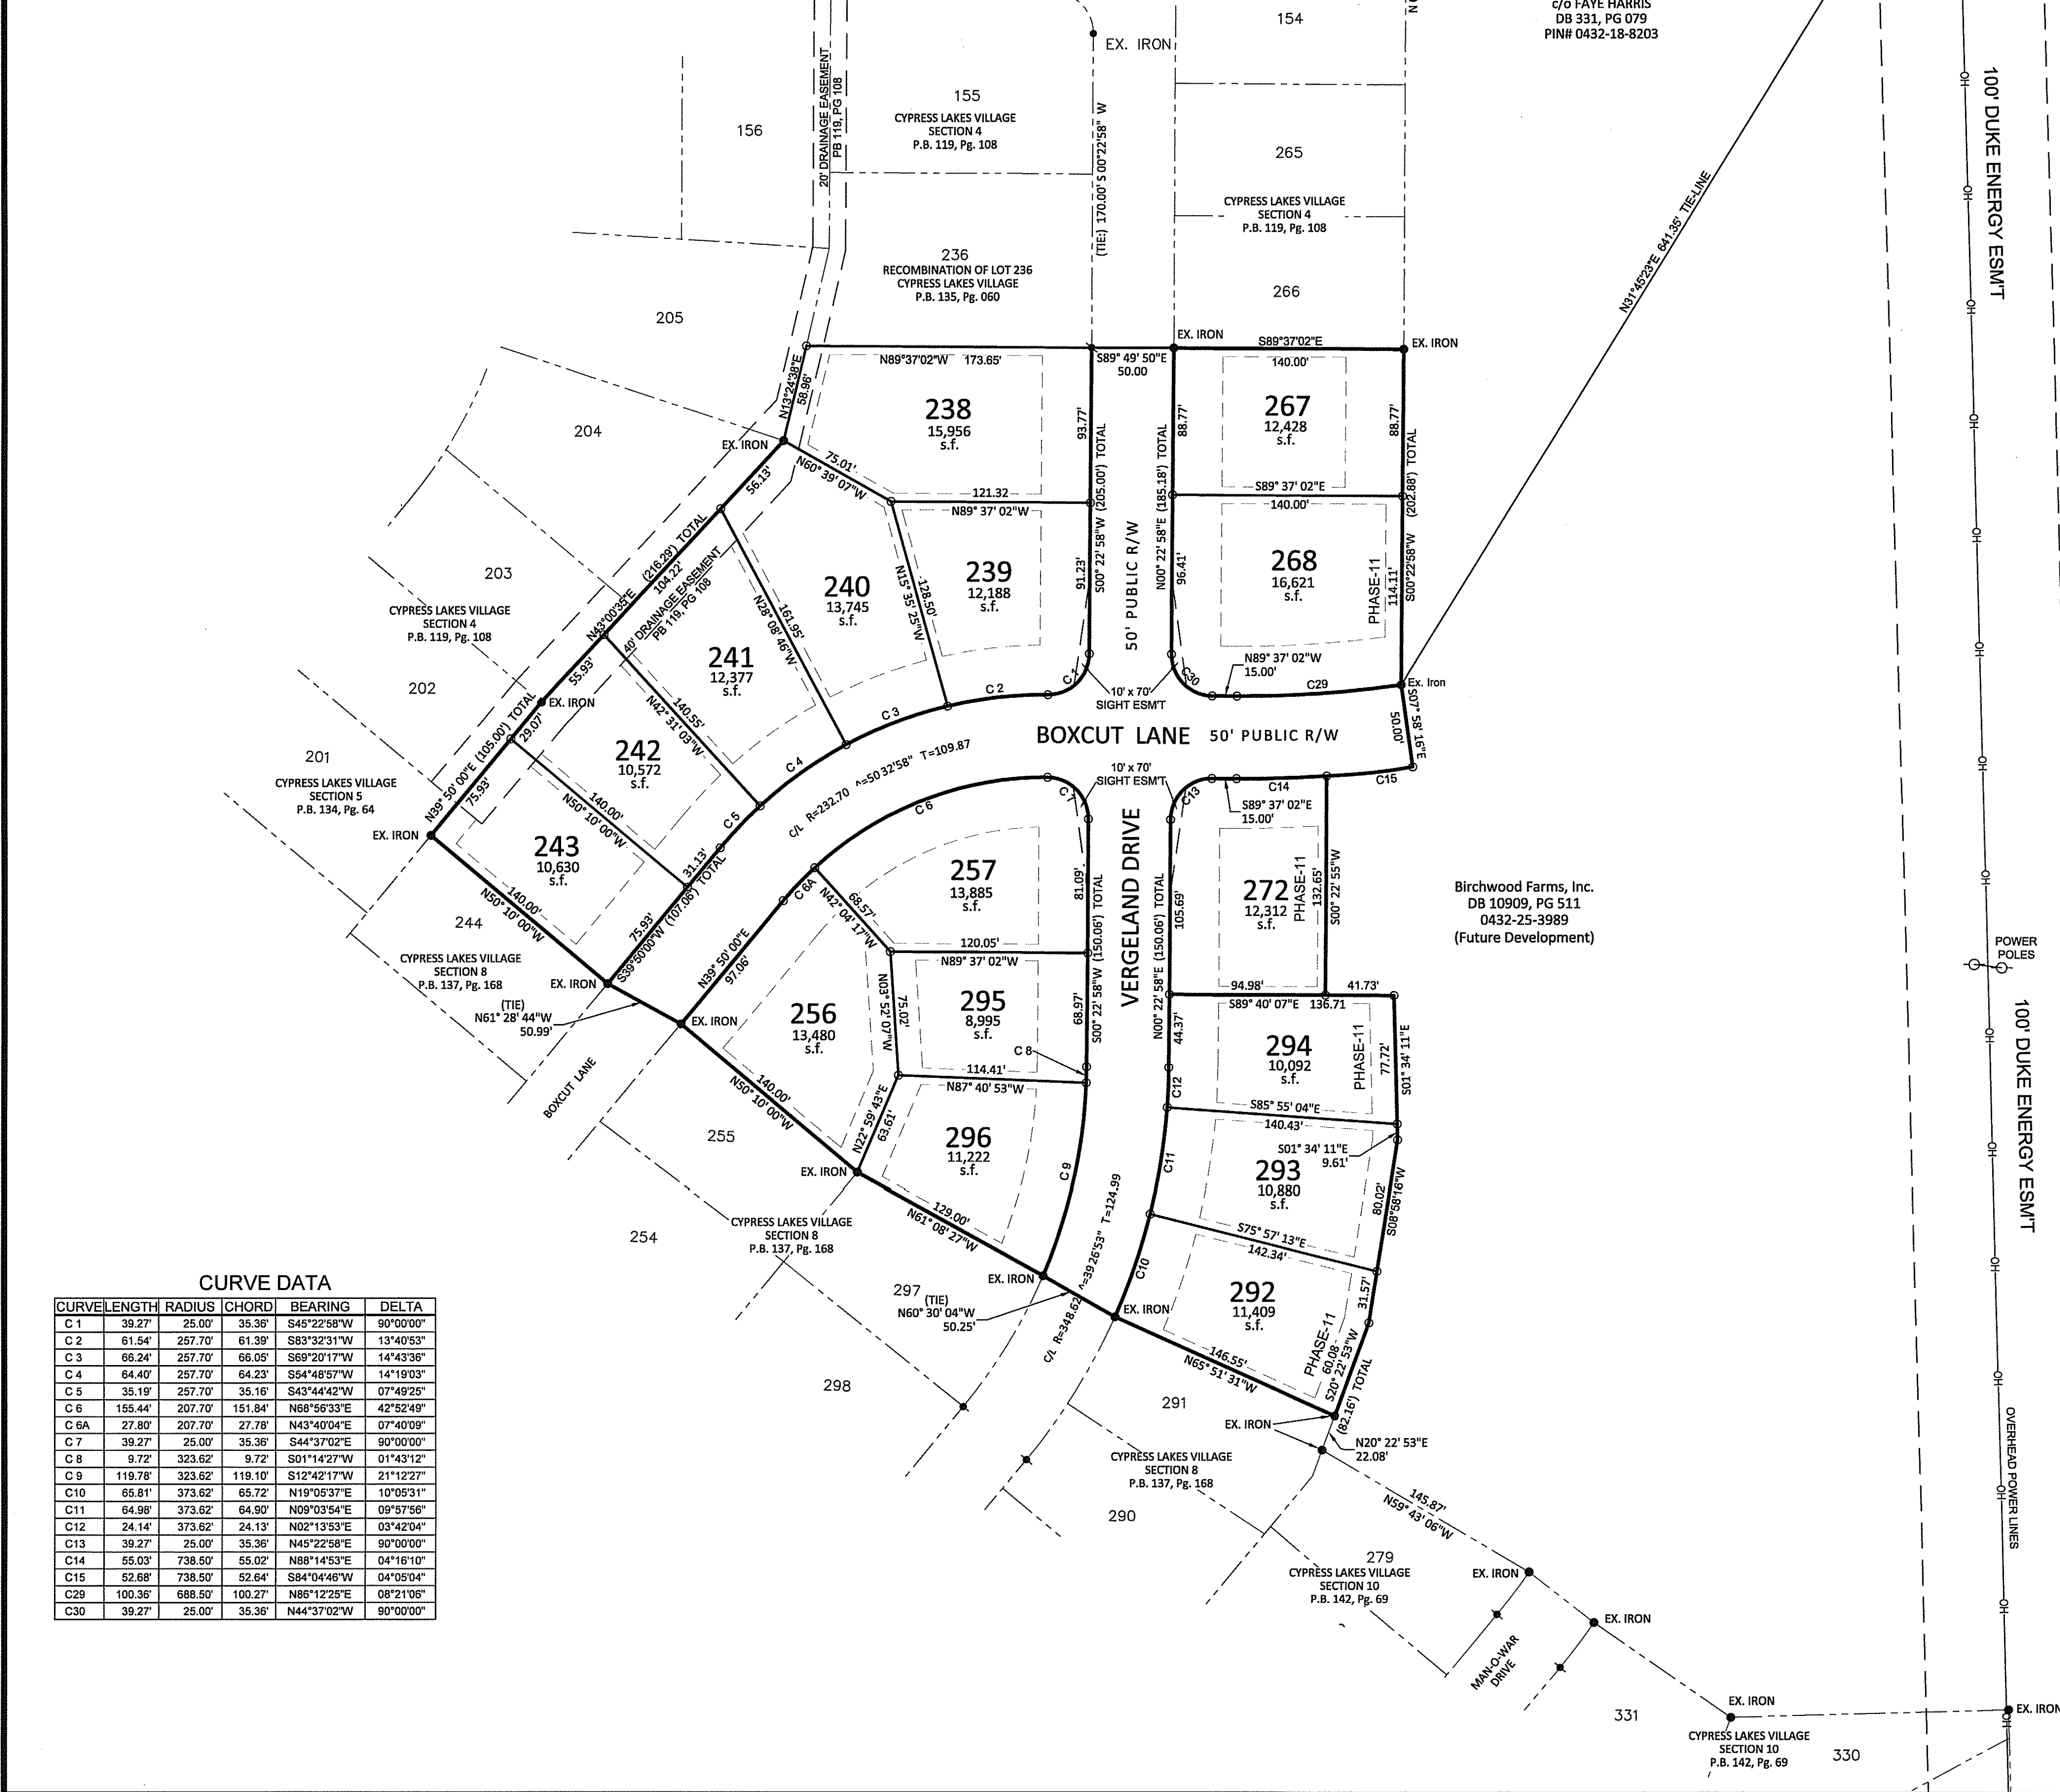 c/o FAYE HARRIS
DB 331, PG 079
PIN# 0432-18-8203
154
EX. IRON
20' DRAINAGE EASEMENT
PB 119, PG 108
156
155
CYPRESS LAKES VILLAGE
SECTION 4
P.B. 119, Pg. 108
(TIE:) 170.00' S 00°22'58" W
265
CYPRESS LAKES VILLAGE
SECTION 4
P.B. 119, Pg. 108
236
RECOMBINATION OF LOT 236
CYPRESS LAKES VILLAGE
P.B. 135, Pg. 060
266
N31°45'23"E 641.35' TIE-LINE
100' DUKE ENERGY ESM'T
OH
205
204
203
CYPRESS LAKES VILLAGE
SECTION 4
P.B. 119, Pg. 108
202
201
CYPRESS LAKES VILLAGE
SECTION 5
P.B. 134, Pg. 64
N13°24'38"E
58.96'
EX. IRON
N89°37'02"W 173.65'
S89° 49' 50"E
50.00
EX. IRON
S89°37'02"E
140.00'
EX. IRON
238
15,956
s.f.
93.77'
S00° 22' 58"W (205.00') TOTAL
N00° 22' 58"E (185.18') TOTAL
88.77'
267
12,428
s.f.
88.77'
(202.88') TOTAL
S00°22'58"W
75.01'
N60° 39' 07"W
121.32
N89° 37' 02"W
S89° 37' 02"E
140.00'
56.13'
(216.29') TOTAL
104.22'
N43°00'35"E
40' DRAINAGE EASEMENT
PB 119, PG 108
240
13,745
s.f.
N15° 35' 25"W
128.50'
239
12,188
s.f.
91.23'
50' PUBLIC R/W
96.41'
268
16,621
s.f.
PHASE-11
114.11'
161.95'
N28° 08' 46"W
241
12,377
s.f.
55.93'
EX. IRON
140.55'
N42° 31' 03"W
N39° 50' 00"E (105.00') TOTAL
29.07'
75.93'
242
10,572
s.f.
140.00'
N50° 10' 00"W
EX. IRON
243
10,630
s.f.
140.00'
N50° 10' 00"W
C 1
C 2
C 3
C 4
C 5
10' x 70'
SIGHT ESM'T
C30
N89° 37' 02"W
15.00'
C29
Ex. Iron
S07° 58' 16"E
50.00'
BOXCUT LANE 50' PUBLIC R/W
C/L R=232.70 ^=50 32'58" T=109.87
10' x 70'
SIGHT ESM'T
C 6
C 7
C13
S89° 37' 02"E
15.00'
C14
C15
31.13'
75.93'
S39°50'00"W (107.06') TOTAL
EX. IRON
C 6A
N39° 50' 00"E
97.06'
257
13,885
s.f.
81.09'
68.57'
N42° 04' 17"W
120.05'
N89° 37' 02"W
VERGELAND DRIVE
S00° 22' 58"W (150.06') TOTAL
N00° 22' 58"E (150.06') TOTAL
105.69'
272
12,312
s.f.
PHASE-11
132.65'
S00° 22' 55"W
Birchwood Farms, Inc.
DB 10909, PG 511
0432-25-3989
(Future Development)
POWER
POLES
244
CYPRESS LAKES VILLAGE
SECTION 8
P.B. 137, Pg. 168
(TIE)
N61° 28' 44"W
50.99'
EX. IRON
BOXCUT LANE
256
13,480
s.f.
N03° 52' 07"W
75.02'
295
8,995
s.f.
68.97'
C 8
114.41'
N87° 40' 53"W
94.98'
41.73'
S89° 40' 07"E 136.71
44.37'
294
10,092
s.f.
PHASE-11
77.72'
S01° 34' 11"E
140.00'
N50° 10' 00"W
N22° 59' 43"E
63.61'
EX. IRON
296
11,222
s.f.
C 9
C12
S85° 55' 04"E
140.43'
S01° 34' 11"E
9.61'
C11
293
10,880
s.f.
80.02'
S08°58'16"W
S75° 57' 13"E
142.34'
100' DUKE ENERGY ESM'T
255
254
CYPRESS LAKES VILLAGE
SECTION 8
P.B. 137, Pg. 168
129.00'
N61° 08' 27"W
EX. IRON
297
(TIE)
N60° 30' 04"W
50.25'
C/L R=348.62 ^=39 26'53" T=124.99
C10
EX. IRON
292
11,409
s.f.
31.57'
PHASE-11
60.08
S20° 22' 53"W
(82.16') TOTAL
146.55'
N65° 51' 31"W
298
291
EX. IRON
N20° 22' 53"E
22.08'
CYPRESS LAKES VILLAGE
SECTION 8
P.B. 137, Pg. 168
290
145.87'
N59° 43' 06"W
OVERHEAD POWER LINES
279
CYPRESS LAKES VILLAGE
SECTION 10
P.B. 142, Pg. 69
EX. IRON
EX. IRON
MAN-O-WAR
DRIVE
EX. IRON
EX. IRON
331
CYPRESS LAKES VILLAGE
SECTION 10
P.B. 142, Pg. 69
330
CURVE DATA
CURVE LENGTH RADIUS CHORD BEARING DELTA
C 1 39.27' 25.00' 35.36' S45°22'58"W 90°00'00"
C 2 61.54' 257.70' 61.39' S83°32'31"W 13°40'53"
C 3 66.24' 257.70' 66.05' S69°20'17"W 14°43'36"
C 4 64.40' 257.70' 64.23' S54°48'57"W 14°19'03"
C 5 35.19' 257.70' 35.16' S43°44'42"W 07°49'25"
C 6 155.44' 207.70' 151.84' N68°56'33"E 42°52'49"
C 6A 27.80' 207.70' 27.78' N43°40'04"E 07°40'09"
C 7 39.27' 25.00' 35.36' S44°37'02"E 90°00'00"
C 8 9.72' 323.62' 9.72' S01°14'27"W 01°43'12"
C 9 119.78' 323.62' 119.10' S12°42'17"W 21°12'27"
C10 65.81' 373.62' 65.72' N19°05'37"E 10°05'31"
C11 64.98' 373.62' 64.90' N09°03'54"E 09°57'56"
C12 24.14' 373.62' 24.13' N02°13'53"E 03°42'04"
C13 39.27' 25.00' 35.36' N45°22'58"E 90°00'00"
C14 55.03' 738.50' 55.02' N88°14'53"E 04°16'10"
C15 52.68' 738.50' 52.64' S84°04'46"W 04°05'04"
C29 100.36' 688.50' 100.27' N86°12'25"E 08°21'06"
C30 39.27' 25.00' 35.36' N44°37'02"W 90°00'00"